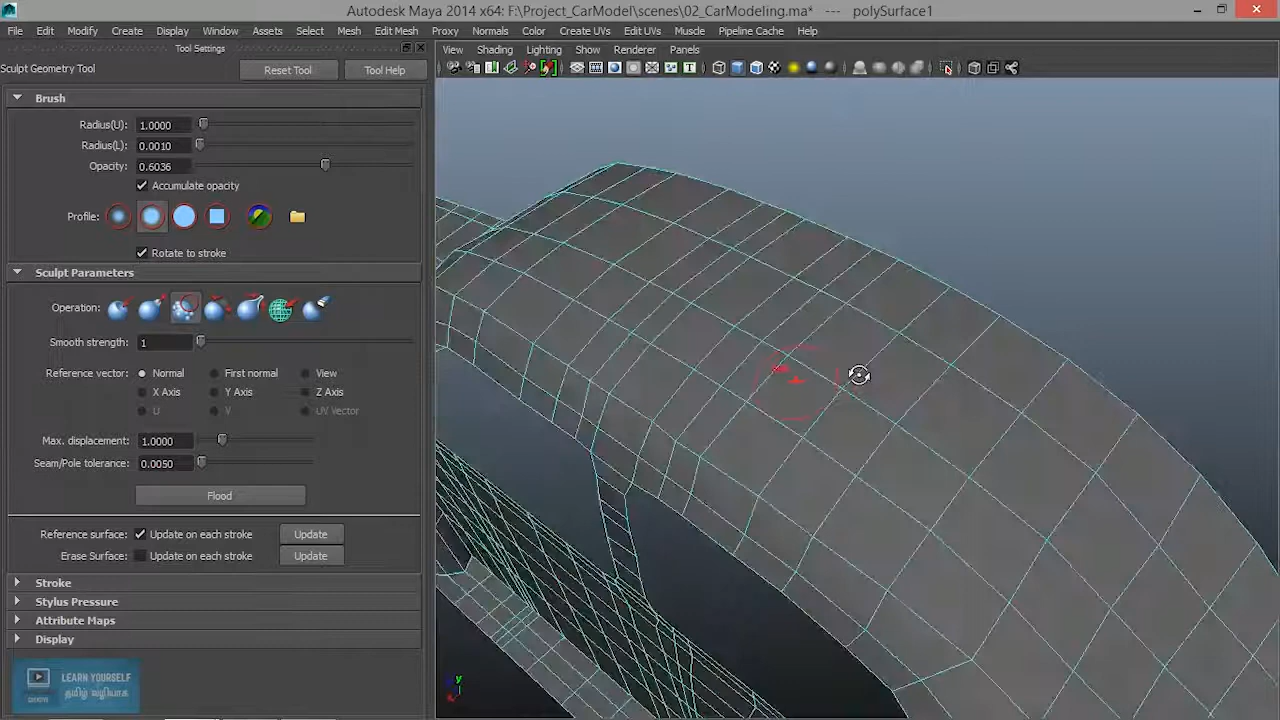 Autodesk Maya 2014 x64: F:\Project_CarModel\scenes\02_CarModeling.ma* --- polySurface1
File Edit Modify Create Display Window Assets Select Mesh Edit Mesh Proxy Normals Color Create UVs Edit UVs Muscle Pipeline Cache Help
Tool Settings
View Shading Lighting Show Renderer Panels
Sculpt Geometry Tool
Reset Tool
Tool Help
Brush
Radius(U): 1.0000
Radius(L): 0.0010
Opacity: 0.6036
Accumulate opacity
Profile:
Rotate to stroke
Sculpt Parameters
Operation:
Smooth strength: 1
Reference vector: Normal First normal View
X Axis Y Axis Z Axis
U V UV Vector
Max. displacement: 1.0000
Seam/Pole tolerance: 0.0050
Flood
Reference surface: Update on each stroke Update
Erase Surface: Update on each stroke Update
Stroke
Stylus Pressure
Attribute Maps
Display
LEARN YOURSELF
தமிழ் வழியாக
y